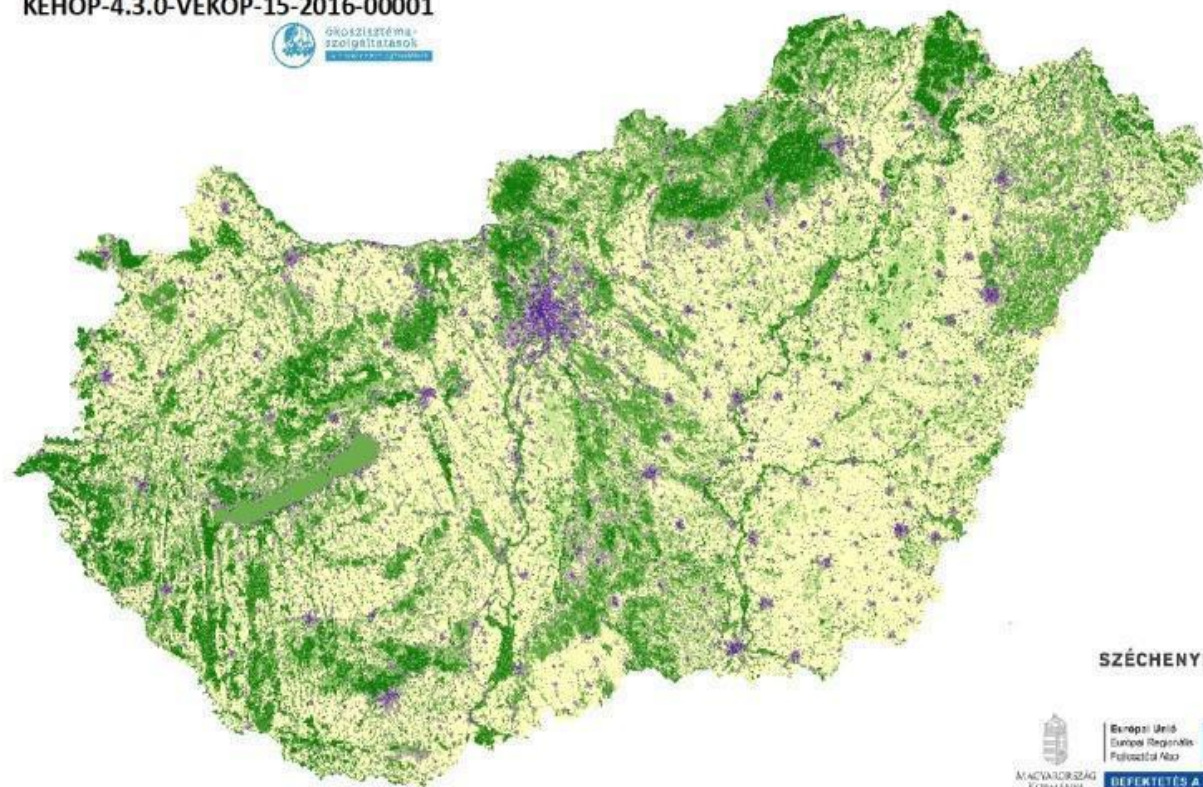 KEHOP-4.3.0-VEKOP-15-2016-00001
ökoszisztéma-
szolgáltatások
SZÉCHENY
Európai Unió
Európai Regionális
Fejlesztési Alap
MAGYARORSZÁG
KORMÁNYA
BEFEKTETÉS A